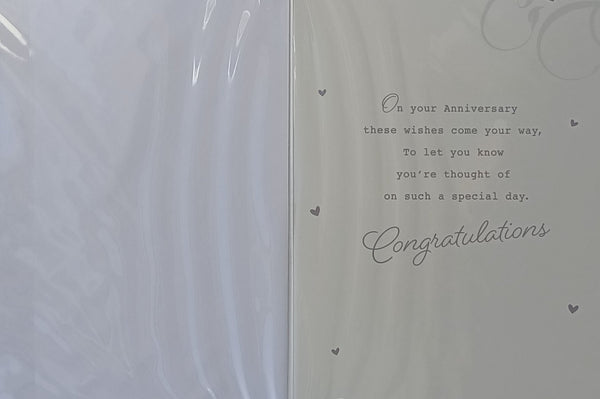 On your Anniversary
these wishes come your way,
To let you know
you're thought of
on such a special day.
Congratulations